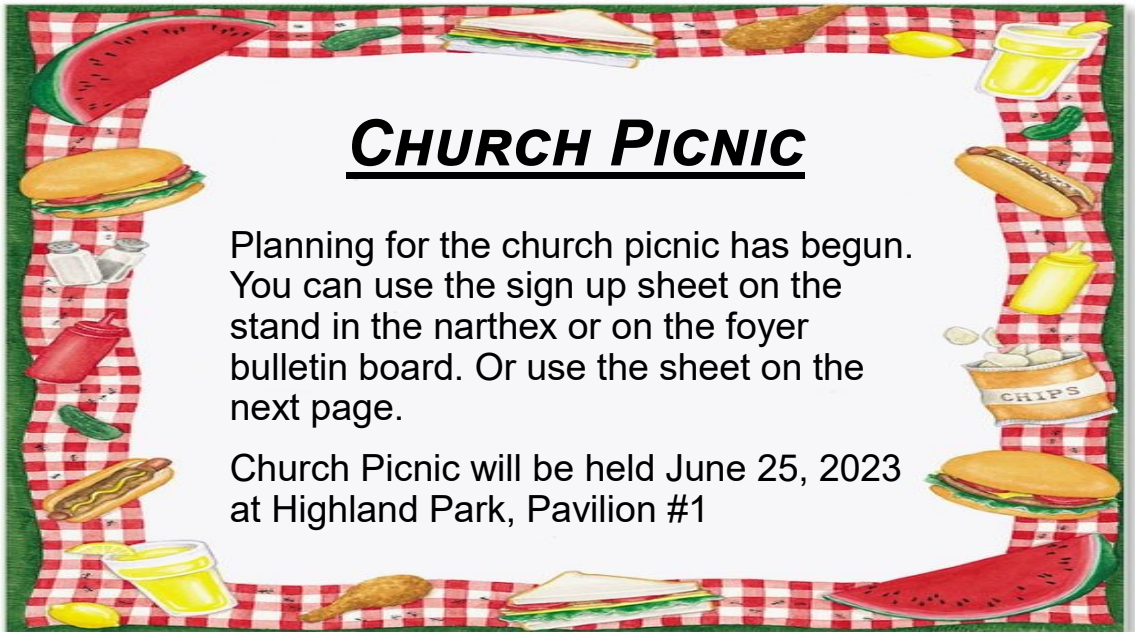 CHURCH PICNIC
Planning for the church picnic has begun.
You can use the sign up sheet on the
stand in the narthex or on the foyer
bulletin board. Or use the sheet on the
next page.
Church Picnic will be held June 25, 2023
at Highland Park, Pavilion #1
CHIPS